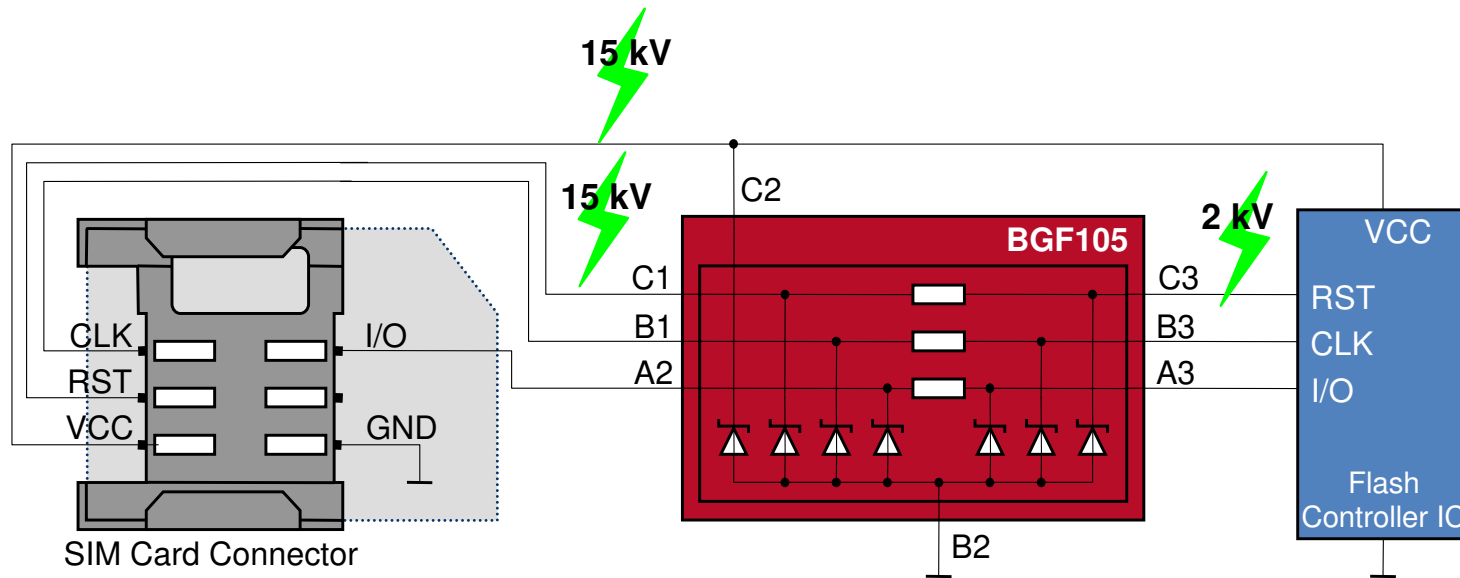 15 kV
15 kV
C2
2 kV
BGF105
VCC
C1
C3
RST
CLK
I/O
B1
B3
CLK
RST
A2
A3
I/O
VCC
GND
Flash
Controller IC
SIM Card Connector
B2